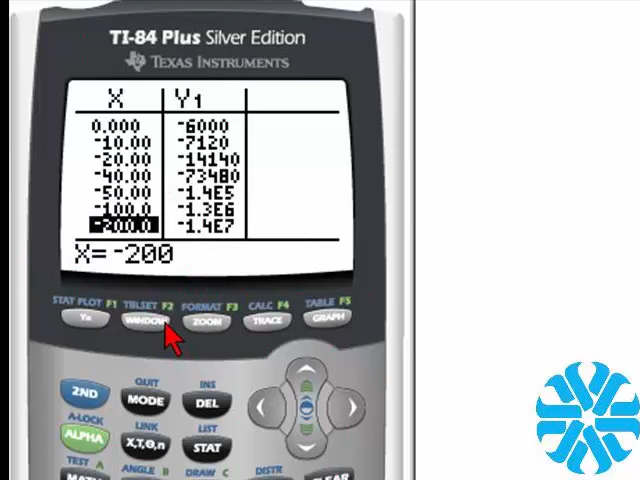 TI-84 Plus Silver Edition
TEXAS INSTRUMENTS
X Y1
0.000 -6000
-10.00 -7120
-20.00 -14140
-40.00 -73480
-50.00 -1.4E5
-100.0 -1.3E6
-200.0 -1.4E7
X=-200
STAT PLOT F1 TBLSET F2 FORMAT F3 CALC F4 TABLE F5
Y= WINDOW ZOOM TRACE GRAPH
QUIT INS
2ND MODE DEL
A-LOCK LINK LIST
ALPHA X,T,Θ,n STAT
TEST A ANGLE B DRAW C DISTR
MATH CLEAR